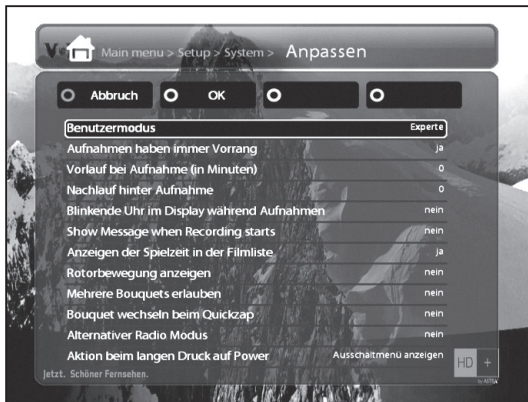 Main menu > Setup > System > Anpassen
Abbruch OK
Benutzermodus Experte
Aufnahmen haben immer Vorrang ja
Vorlauf bei Aufnahme (in Minuten) 0
Nachlauf hinter Aufnahme 0
Blinkende Uhr im Display während Aufnahmen nein
Show Message when Recording starts nein
Anzeigen der Spielzeit in der Filmliste ja
Rotorbewegung anzeigen nein
Mehrere Bouquets erlauben nein
Bouquet wechseln beim Quickzap nein
Alternativer Radio Modus nein
Aktion beim langen Druck auf Power Ausschaltmenü anzeigen
HD +
Jetzt. Schöner Fernsehen.